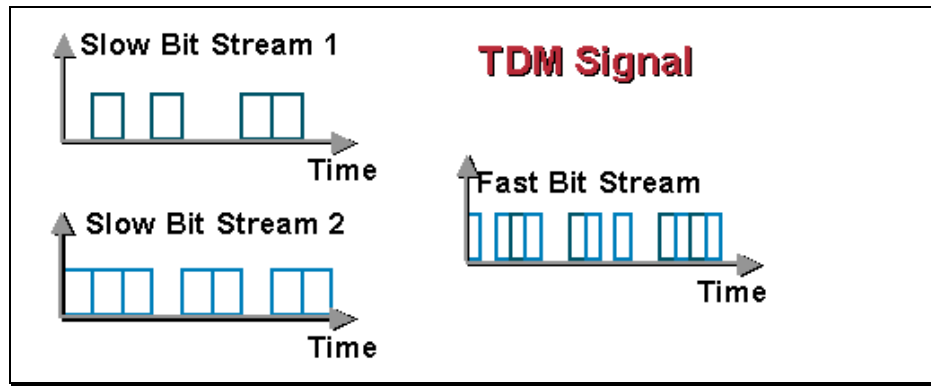 Slow Bit Stream 1
TDM Signal
Time
Fast Bit Stream
Slow Bit Stream 2
Time
Time